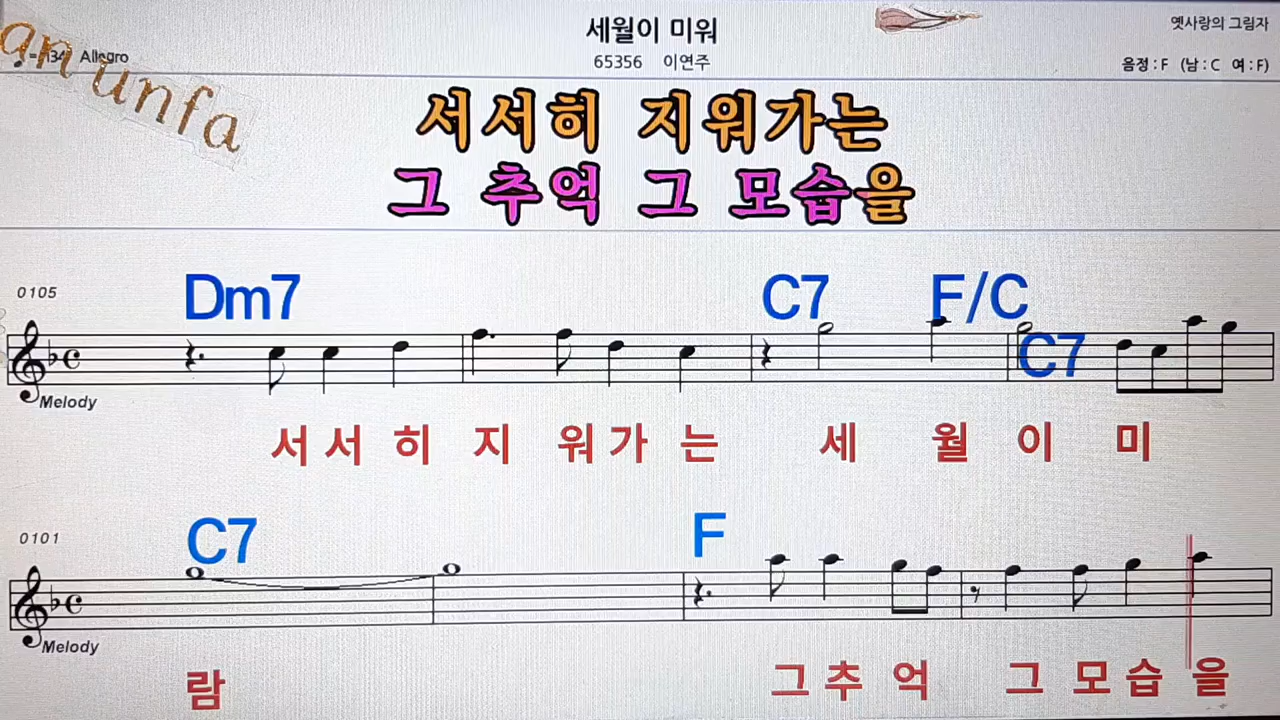 세월이 미워
옛사랑의 그림자
65356 이연주
Allegro
음정 : F (남 : C 여 : F)
an unfa
서서히 지워가는
그 추억 그 모습을
0105
Dm7 C7 F/C C7
Melody
서 서 히 지 워 가 는 세 월 이 미
0101
C7 F
Melody
람 그 추 억 그 모 습 을